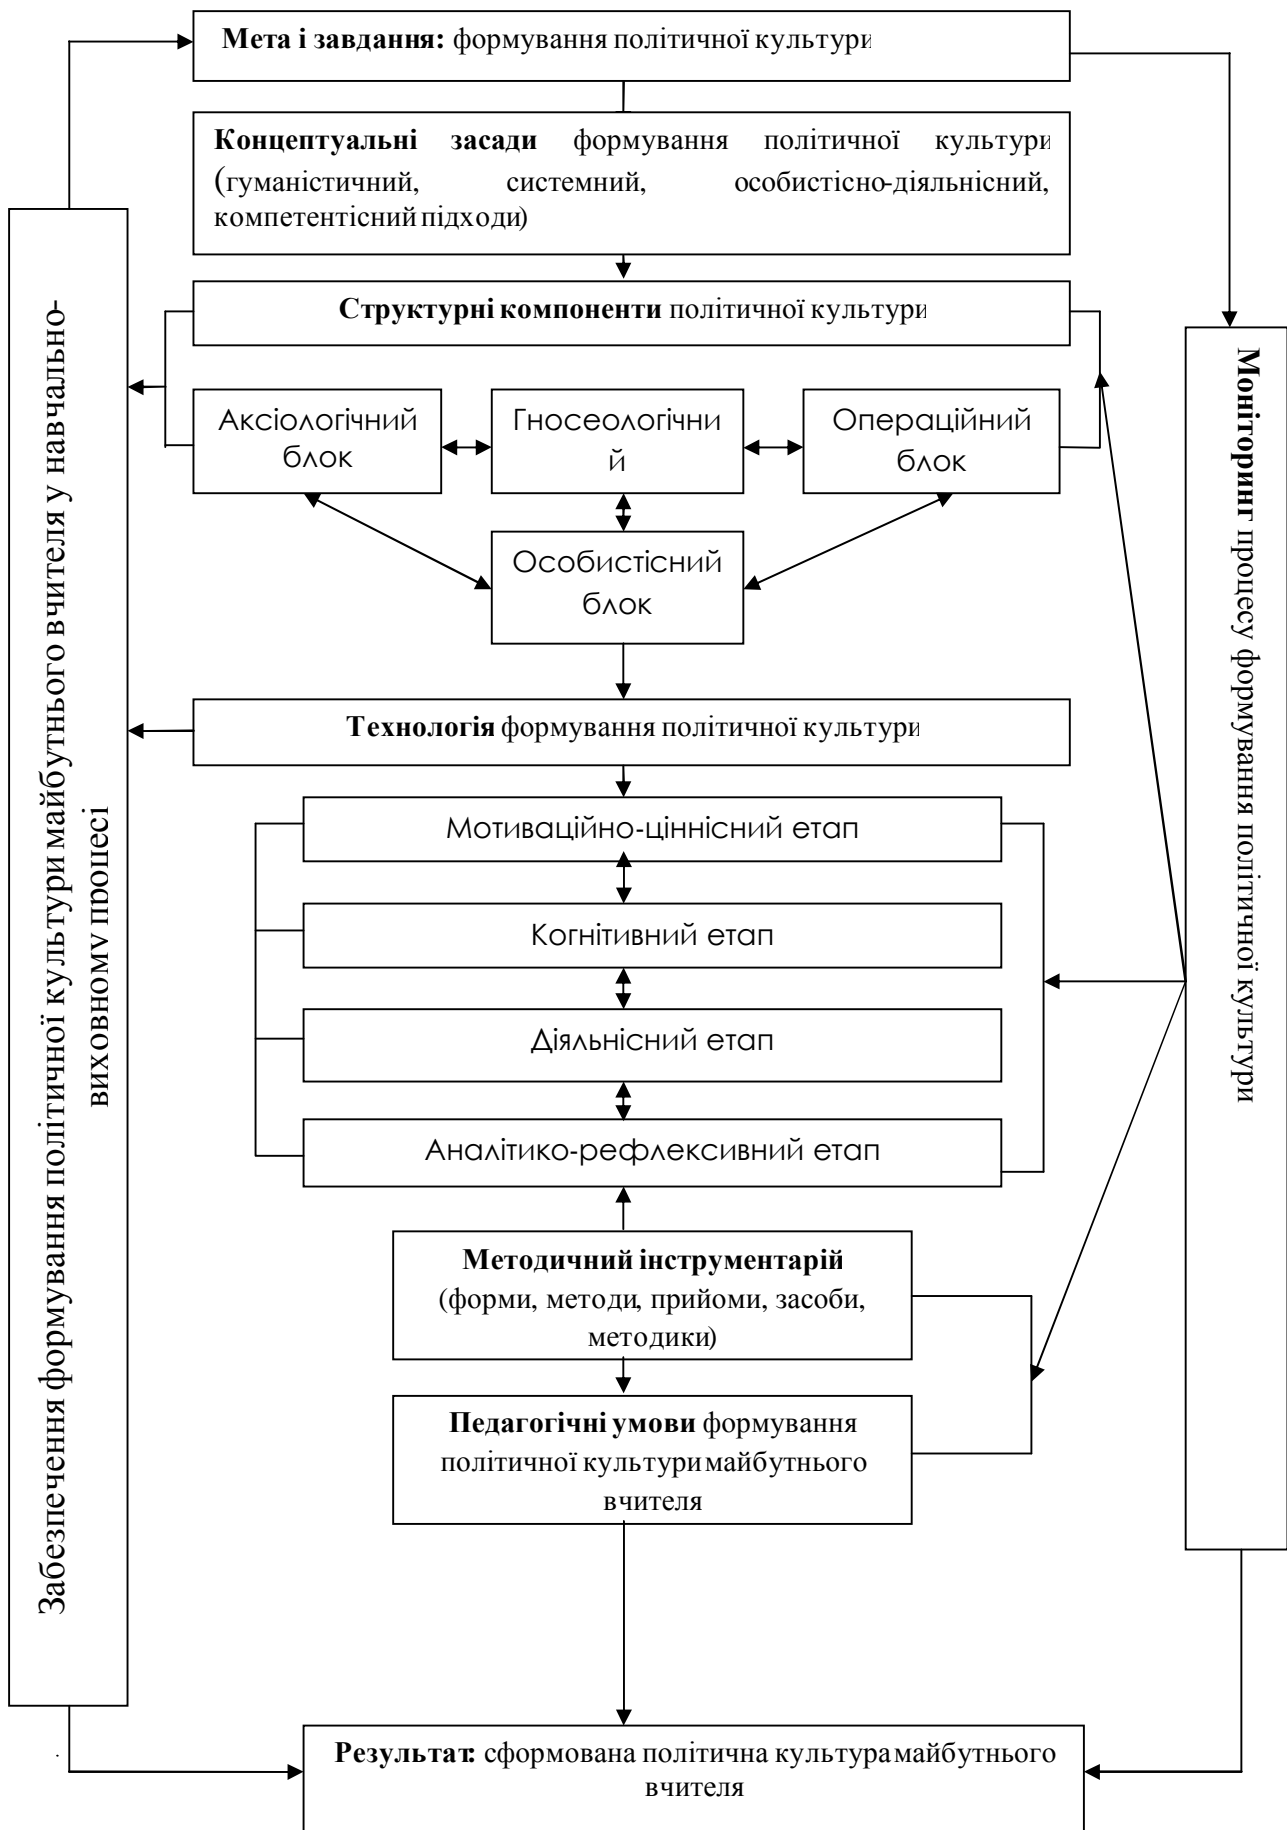 Мета і завдання: формування політичної культури
Концептуальні засади формування політичної культури
(гуманістичний, системний, особистісно-діяльнісний,
компетентісний підходи)
Структурні компоненти політичної культури
Аксіологічний
блок
Гносеологічни
й
Операційний
блок
Особистісний
блок
Технологія формування політичної культури
Мотиваційно-ціннісний етап
Когнітивний етап
Діяльнісний етап
Аналітико-рефлексивний етап
Методичний інструментарій
(форми, методи, прийоми, засоби,
методики)
Педагогічні умови формування
політичної культури майбутнього
вчителя
Результат: сформована політична культура майбутнього
вчителя
Забезпечення формування політичної культури майбутнього вчителя у навчально-
виховному процесі
Моніторинг процесу формування політичної культури